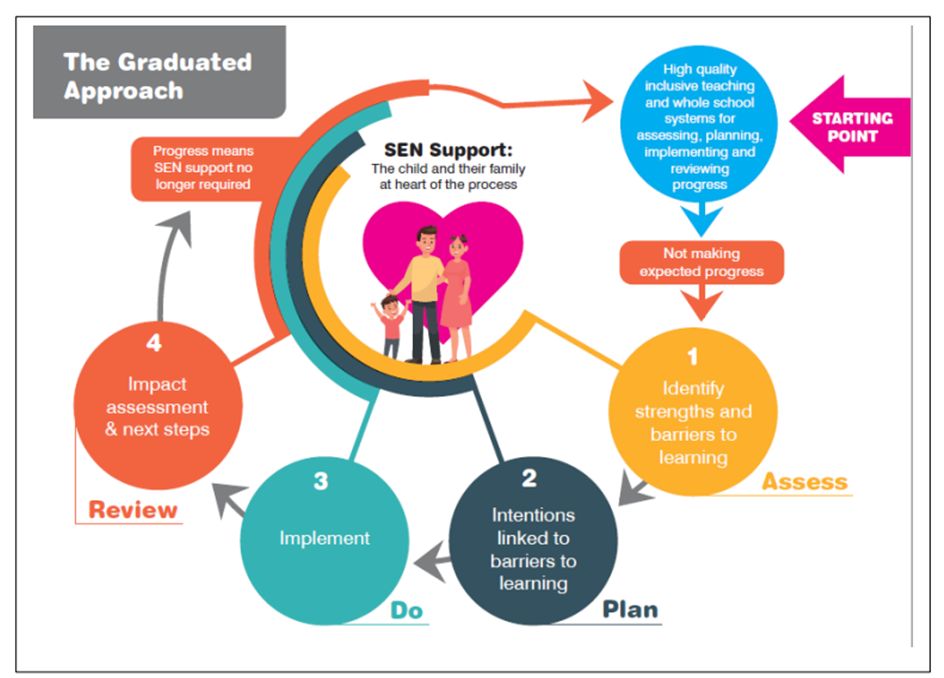 The Graduated
Approach
High quality
inclusive teaching
and whole school
systems for
assessing, planning,
implementing and
reviewing
progress
STARTING
POINT
Progress means
SEN support no
longer required
SEN Support:
The child and their family
at heart of the process
Not making
expected progress
1
Identify
strengths and
barriers to
learning
Assess
2
Intentions
linked to
barriers to
learning
Plan
3
Implement
Do
4
Impact
assessment
& next steps
Review